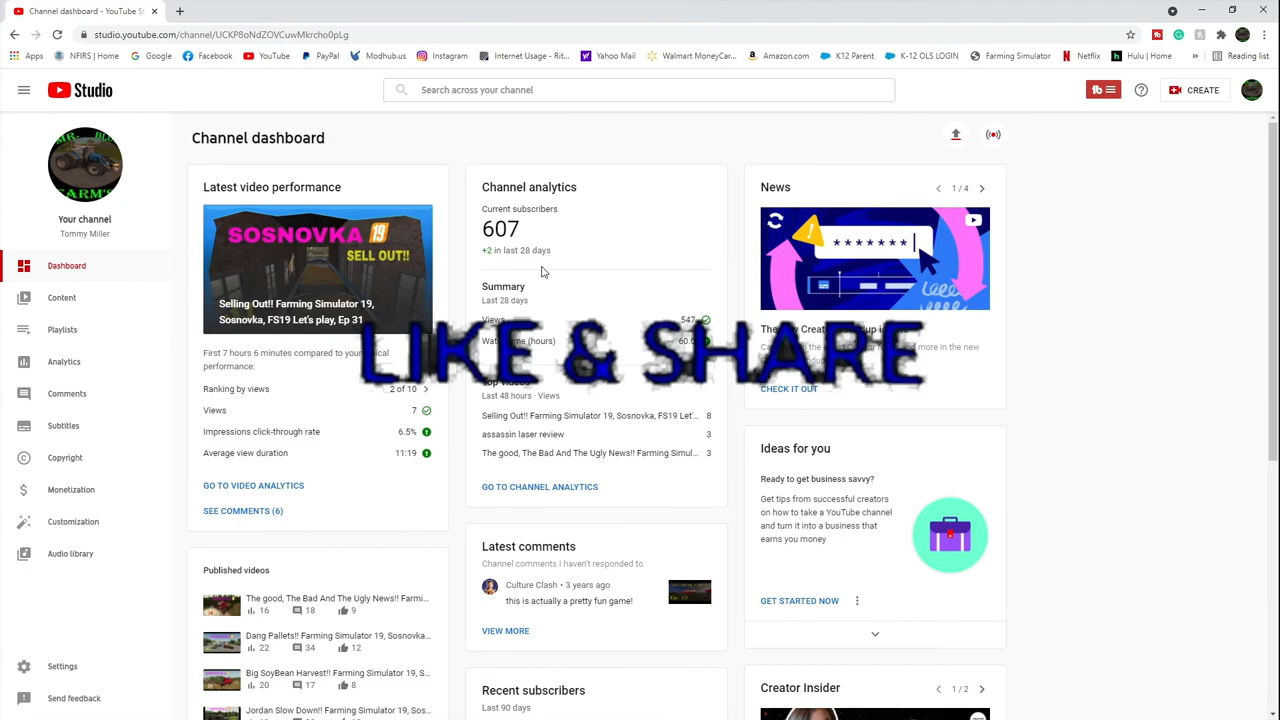 Channel dashboard - YouTube S
studio.youtube.com/channel/UCKP8oNdZOVCuwMkrcho0pLg
Apps
NFIRS | Home
Google
Facebook
YouTube
PayPal
Modhub.us
Instagram
Internet Usage - Rit...
Yahoo Mail
Walmart MoneyCar...
Amazon.com
K12 Parent
K-12 OLS LOGIN
Farming Simulator
Netflix
Hulu | Home
»
Reading list
Studio
Search across your channel
tb
CREATE
FARM'S
Your channel
Tommy Miller
Dashboard
Content
Playlists
Analytics
Comments
Subtitles
Copyright
Monetization
Customization
Audio library
Settings
Send feedback
Channel dashboard
Latest video performance
SOSNOVKA 19
SELL OUT!!
Selling Out!! Farming Simulator 19,
Sosnovka, FS19 Let's play, Ep 31
First 7 hours 6 minutes compared to your
performance:
Ranking by views 2 of 10
Views 7
Impressions click-through rate 6.5%
Average view duration 11:19
GO TO VIDEO ANALYTICS
SEE COMMENTS (6)
Published videos
The good, The Bad And The Ugly News!! Farmi...
16 18 9
Dang Pallets!! Farming Simulator 19, Sosnovka...
22 34 12
Big SoyBean Harvest!! Farming Simulator 19, S...
20 17 8
Jordan Slow Down!! Farming Simulator 19, Sos...
Channel analytics
Current subscribers
607
+2 in last 28 days
Summary
Last 28 days
Views 547
(hours) 60.
LIKE & SHARE
Top videos
Last 48 hours · Views
Selling Out!! Farming Simulator 19, Sosnovka, FS19 Let'... 8
assassin laser review 3
The good, The Bad And The Ugly News!! Farming Simul... 3
GO TO CHANNEL ANALYTICS
Latest comments
Channel comments I haven't responded to
Culture Clash • 3 years ago
this is actually a pretty fun game!
VIEW MORE
Recent subscribers
Last 90 days
News
1 / 4
*******
in the new
CHECK IT OUT
Ideas for you
Ready to get business savvy?
Get tips from successful creators
on how to take a YouTube channel
and turn it into a business that
earns you money
GET STARTED NOW
Creator Insider
1 / 2